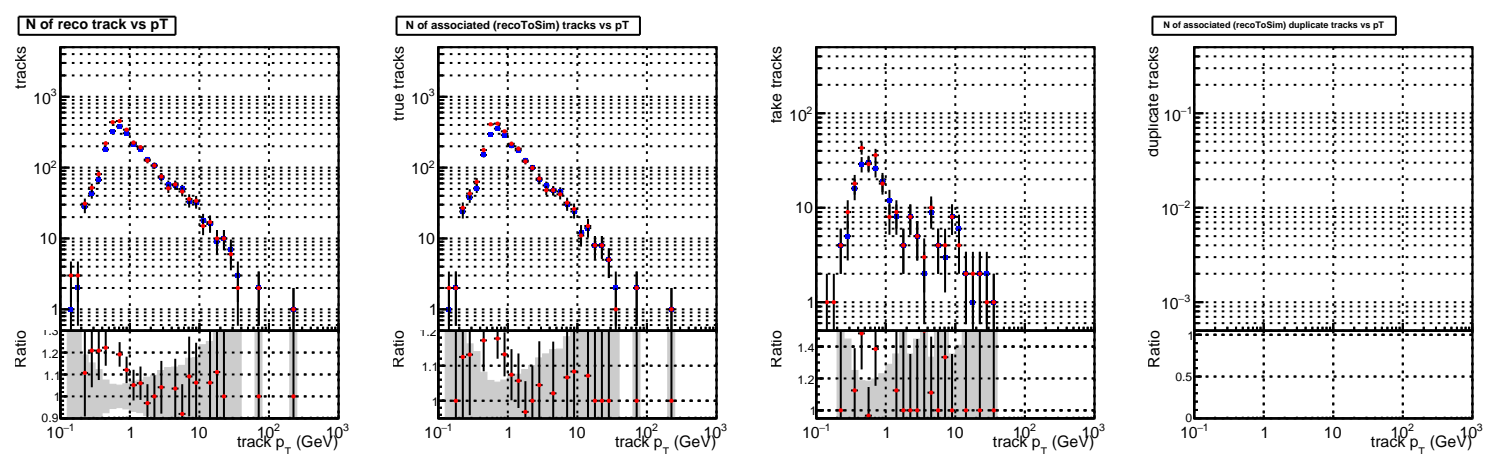 N of reco track vs pT
tracks
10³
10²
10
1
Ratio
1.3
1.2
1.1
1
0.9
10⁻¹ 1 10 10² 10³
track p_T (GeV)
N of associated (recoToSim) tracks vs pT
true tracks
10³
10²
10
1
Ratio
1.2
1.1
1
10⁻¹ 1 10 10² 10³
track p_T (GeV)
fake tracks
10²
10
1
Ratio
1.4
1.2
1
10⁻¹ 1 10 10² 10³
track p_T (GeV)
N of associated (recoToSim) duplicate tracks vs pT
duplicate tracks
10⁻¹
10⁻²
10⁻³
Ratio
1
0.5
0
10⁻¹ 1 10 10² 10³
track p_T (GeV)